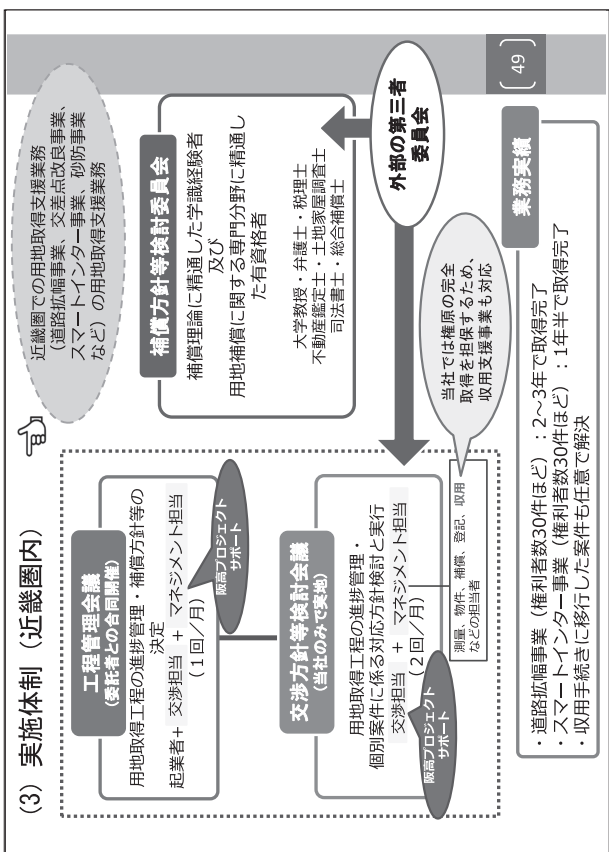 (3) 実施体制（近畿圏内）
近畿圏での用地取得支援業務
（道路拡幅事業、交差点改良事業、
スマートインター事業、砂防事業
など）の用地取得支援業務
工程管理会議
（委託者との合同開催）
用地取得工程の進捗管理・補償方針等の
決定
起業者＋ 交渉担当 ＋ マネジメント担当
（１回/月）
阪高プロジェクト
サポート
交渉方針等検討会議
（当社のみで実地）
用地取得工程の進捗管理・
個別案件に係る対応方針検討と実行
交渉担当 ＋ マネジメント担当
（２回/月）
阪高プロジェクト
サポート
測量、物件、補償、登記、収用
などの担当者
補償方針等検討委員会
補償理論に精通した学識経験者
及び
用地補償に関する専門分野に精通し
た有資格者
大学教授・弁護士・税理士
不動産鑑定士・土地家屋調査士
司法書士・総合補償士
外部の第三者
委員会
当社では権原の完全
取得を担保するため、
収用支援事業も対応
業務実績
・道路拡幅事業（権利者数30件ほど）：2～3年で取得完了
・スマートインター事業（権利者数30件ほど）：1年半で取得完了
・収用手続きに移行した案件も任意で解決
49